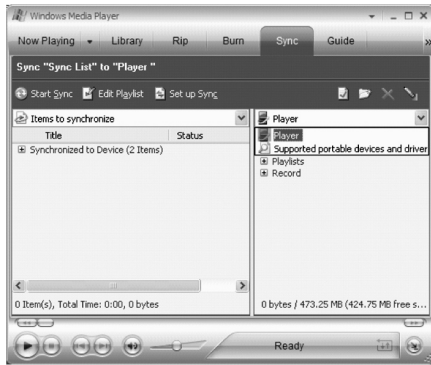 Windows Media Player
Now Playing Library Rip Burn Sync Guide »
Sync "Sync List" to "Player "
Start Sync Edit Playlist Set up Sync
Items to synchronize
Player
Title Status
Player
Synchronized to Device (2 Items)
Supported portable devices and driver
Playlists
Record
0 Item(s), Total Time: 0:00, 0 bytes
0 bytes / 473.25 MB (424.75 MB free s...
Ready